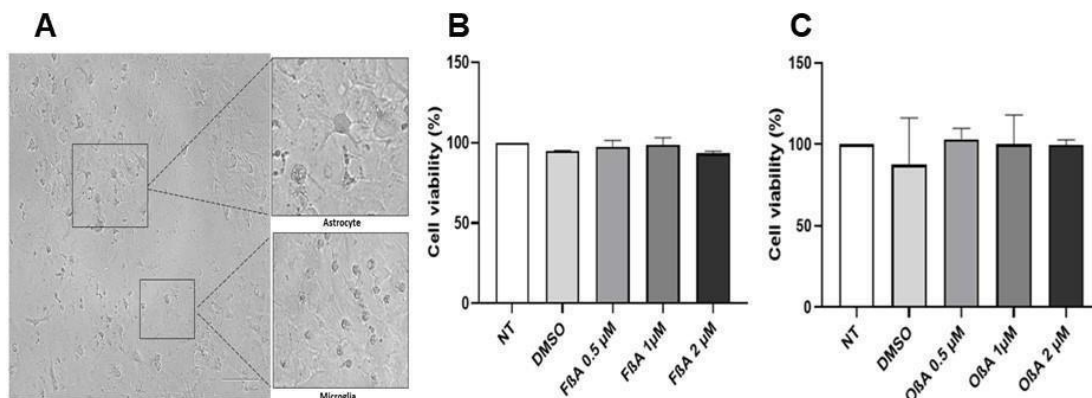 A
Astrocyte
Microglia
B
Cell viability (%)
150
100
50
0
NT
DMSO
FßA 0.5 µM
FßA 1µM
FßA 2 µM
C
Cell viability (%)
150
100
50
0
NT
DMSO
OßA 0.5 µM
OßA 1µM
OßA 2 µM